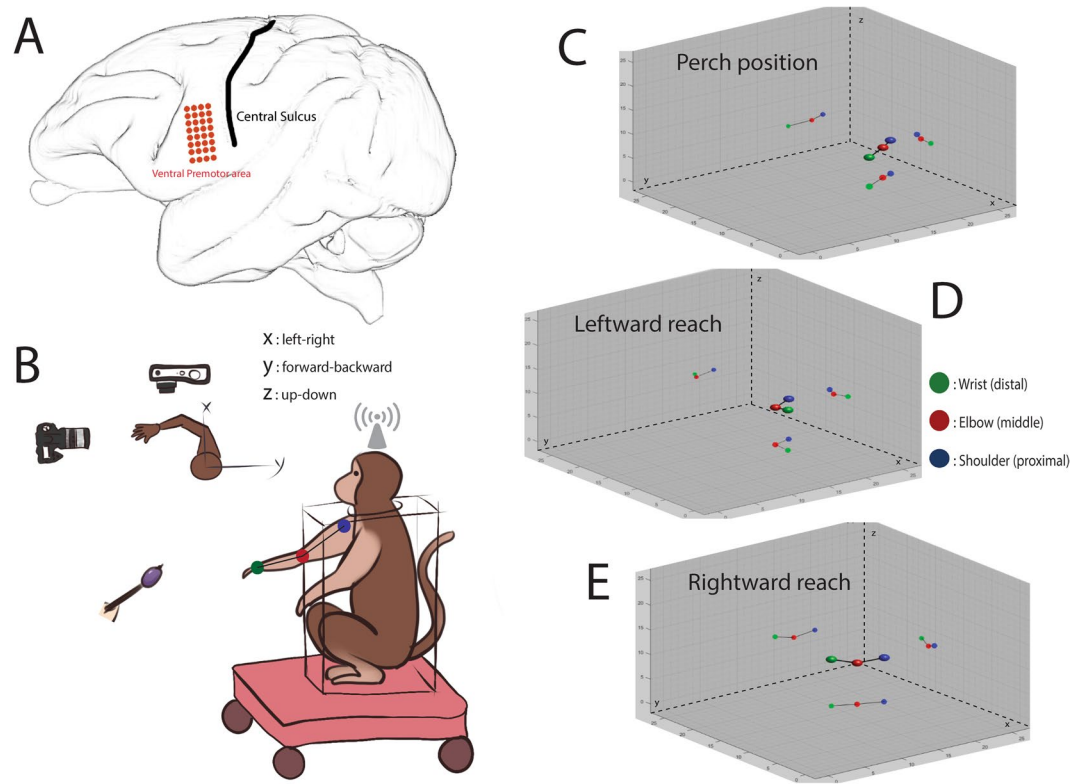 A
Central Sulcus
Ventral Premotor area
B
X : left-right
y : forward-backward
z : up-down
x
y
C
Perch position
z
y
x
D
Leftward reach
z
y
x
: Wrist (distal)
: Elbow (middle)
: Shoulder (proximal)
E
Rightward reach
z
y
x